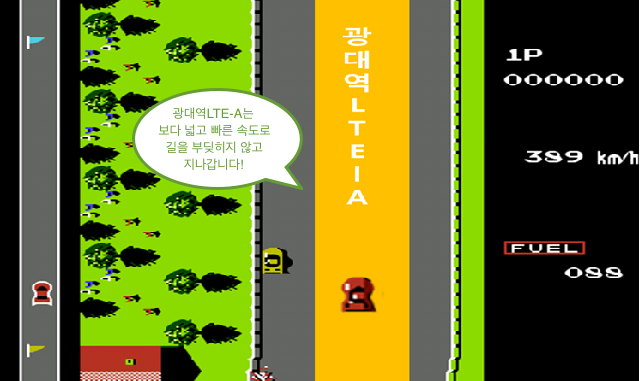 광
대
역
L
T
E
I
A
광대역LTE-A는
보다 넓고 빠른 속도로
길을 부딪히지 않고
지나갑니다!
1P
000000
389 km/h
FUEL
088